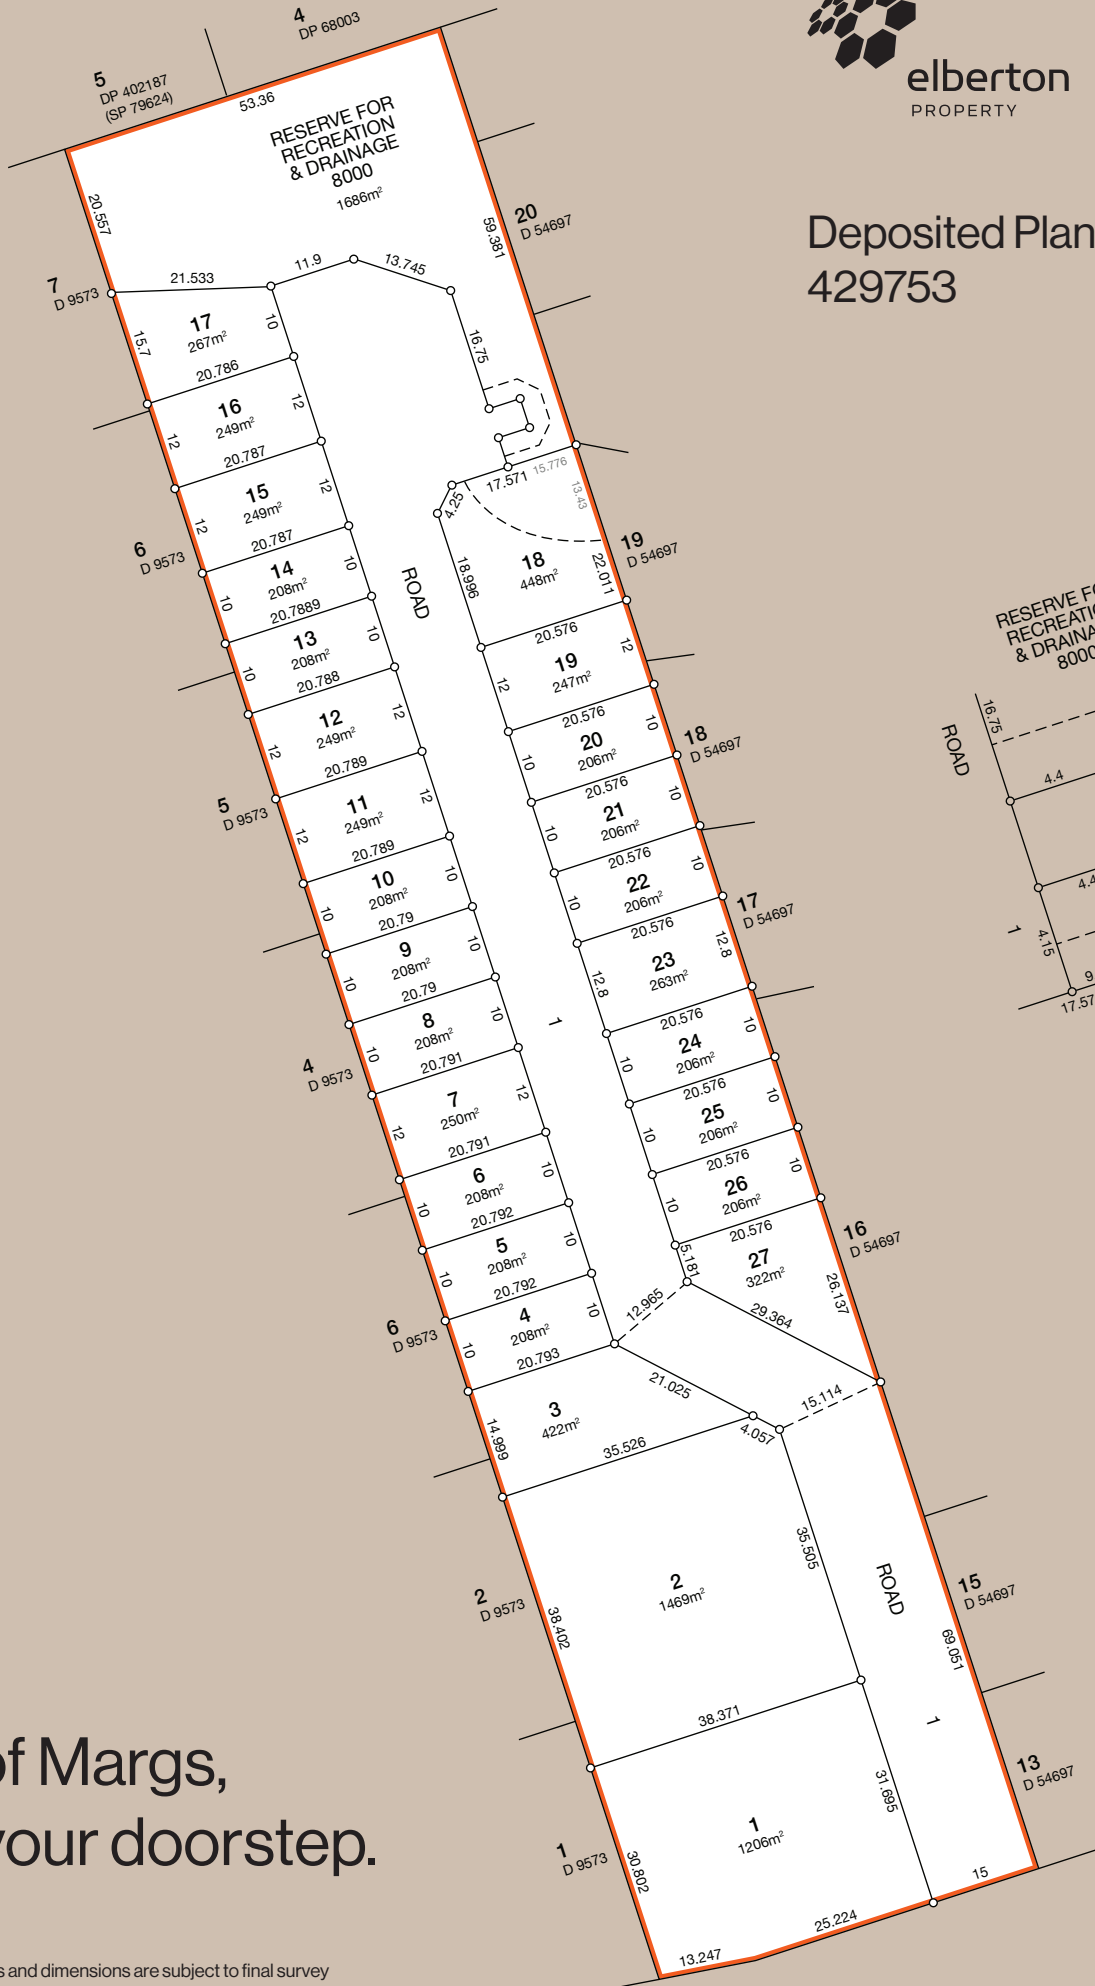 4
DP 68003
5
DP 402187
(SP 79624)
53.36
elberton
PROPERTY
RESERVE FOR
RECREATION
& DRAINAGE
8000
1686m²
20.557
59.381
20
D 54697
Deposited Plan
429753
7
D 9573
21.533
11.9
13.745
15.7
17
267m²
10
16.75
20.786
16
249m²
12
12
20.787
15
249m²
12
12
20.787
17.571
15.776
13.43
4.25
6
D 9573
14
208m²
10
10
20.7889
ROAD
18.996
18
448m²
22.011
19
D 54697
13
208m²
10
10
20.788
20.576
12
249m²
12
12
20.789
19
247m²
12
12
20.576
5
D 9573
11
249m²
12
12
20.789
20
206m²
10
10
20.576
18
D 54697
10
208m²
10
10
20.79
21
206m²
10
10
20.576
9
208m²
10
10
20.79
22
206m²
10
10
20.576
17
D 54697
8
208m²
10
10
20.791
1
23
263m²
12.8
12.8
20.576
4
D 9573
7
250m²
12
12
20.791
24
206m²
10
10
20.576
6
208m²
10
10
20.792
25
206m²
10
10
20.576
5
208m²
10
10
20.792
26
206m²
10
10
20.576
6
D 9573
4
208m²
10
10
20.793
5.181
27
322m²
26.137
16
D 54697
12.965
29.364
21.025
15.114
3
422m²
14.999
35.526
4.057
2
D 9573
38.402
2
1469m²
35.505
ROAD
15
D 54697
69.051
38.371
1
13
D 54697
1
D 9573
30.802
1
1206m²
31.695
13.247
25.224
15
RESERVE FO
RECREATI
& DRAINA
8000
ROAD
16.75
4.4
4.4
1
4.15
9
17.57
of Margs,
your doorstep.
s and dimensions are subject to final survey